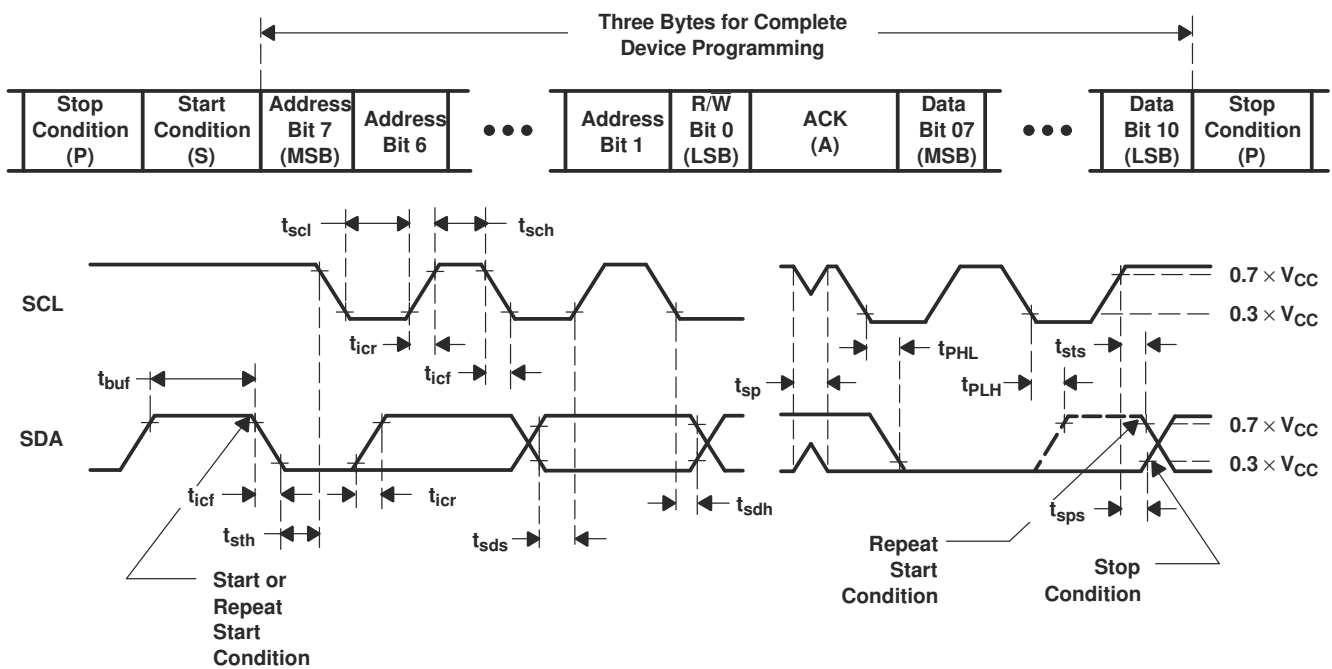 Three Bytes for Complete
Device Programming
Stop
Condition
(P)
Start
Condition
(S)
Address
Bit 7
(MSB)
Address
Bit 6
Address
Bit 1
R/W̅
Bit 0
(LSB)
ACK
(A)
Data
Bit 07
(MSB)
Data
Bit 10
(LSB)
Stop
Condition
(P)
tscl
tsch
SCL
0.7 × VCC
0.3 × VCC
ticr
tPHL
tsts
tbuf
ticf
tsp
tPLH
SDA
0.7 × VCC
0.3 × VCC
ticf
ticr
tsdh
tsps
tsth
tsds
Start or
Repeat
Start
Condition
Repeat
Start
Condition
Stop
Condition